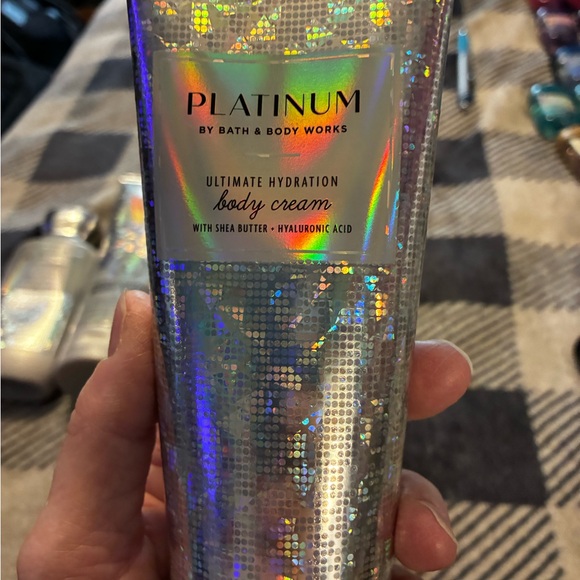 PLATINUM
BY BATH & BODY WORKS
ULTIMATE HYDRATION
body cream
WITH SHEA BUTTER • HYALURONIC ACID